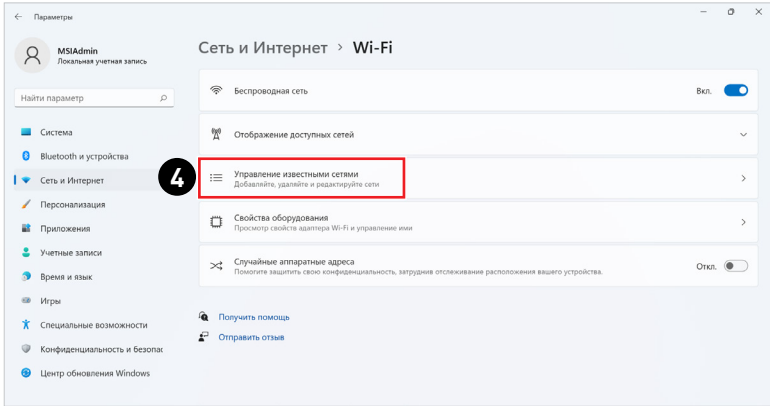 Параметры
MSIAdmin
Локальная учетная запись
Найти параметр
Система
Bluetooth и устройства
Сеть и Интернет
Персонализация
Приложения
Учетные записи
Время и язык
Игры
Специальные возможности
Конфиденциальность и безопас
Центр обновления Windows
Сеть и Интернет > Wi-Fi
Беспроводная сеть Вкл.
Отображение доступных сетей
4
Управление известными сетями
Добавляйте, удаляйте и редактируйте сети
Свойства оборудования
Просмотр свойств адаптера Wi-Fi и управление ими
Случайные аппаратные адреса Откл.
Помогите защитить свою конфиденциальность, затруднив отслеживание расположения вашего устройства.
Получить помощь
Отправить отзыв